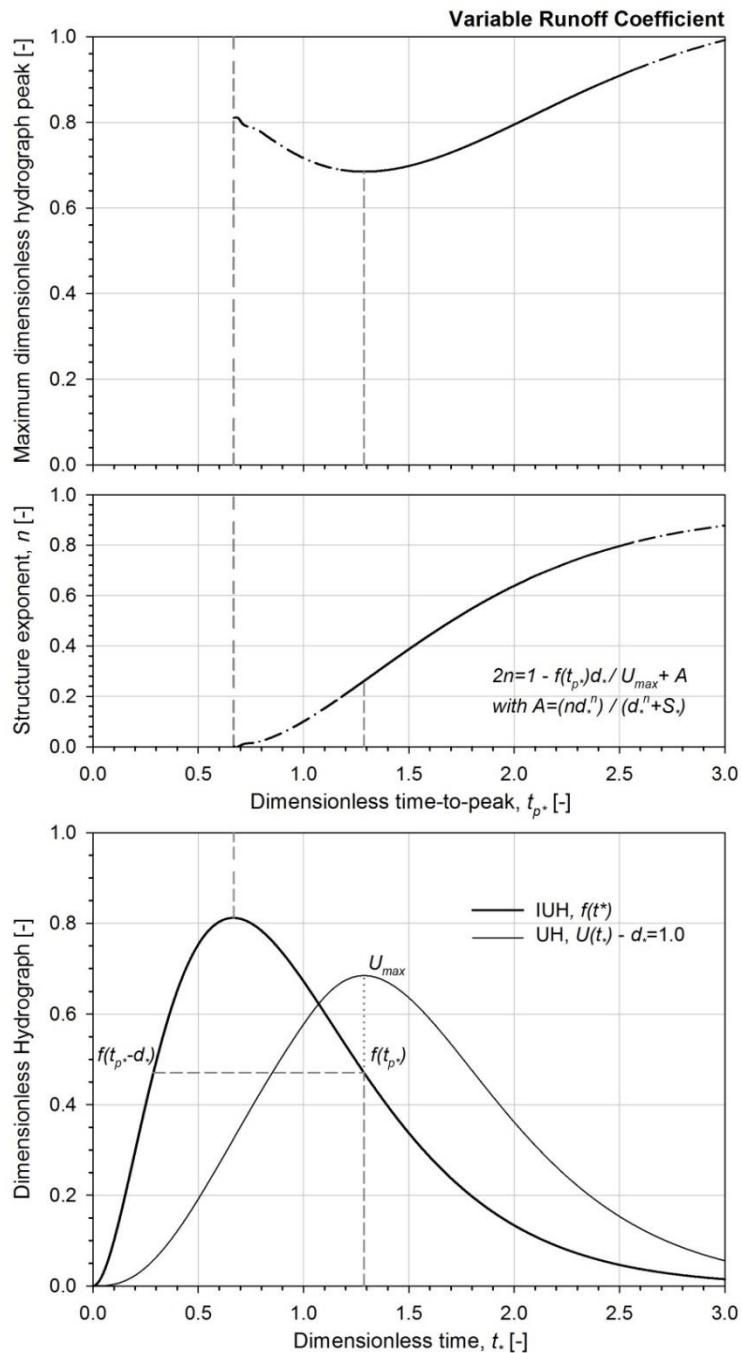 Variable Runoff Coefficient
Maximum dimensionless hydrograph peak [-]
1.0
0.8
0.6
0.4
0.2
0.0
Structure exponent, n [-]
1.0
0.8
0.6
0.4
0.2
0.0
2n=1 - f(tp*)d*/ Umax+ A
with A=(nd*^n) / (d*^n+S*)
0.0 0.5 1.0 1.5 2.0 2.5 3.0
Dimensionless time-to-peak, tp* [-]
Dimensionless Hydrograph [-]
1.0
0.8
0.6
0.4
0.2
0.0
IUH, f(t*)
UH, U(t*) - d*=1.0
Umax
f(tp*-d*)
f(tp*)
0.0 0.5 1.0 1.5 2.0 2.5 3.0
Dimensionless time, t* [-]